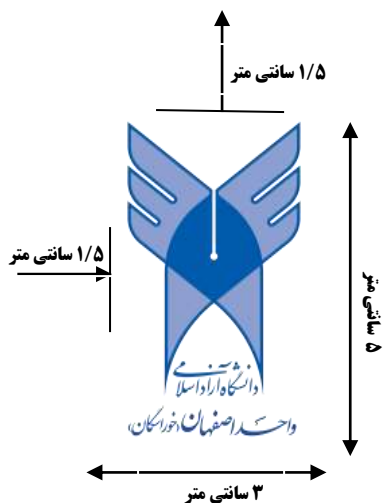 ۱/۵ سانتی متر
۱/۵ سانتی متر
۵ سانتی متر
دانشگاه آزاد اسلامی
واحد اصفهان (خوراسگان)
۳ سانتی متر